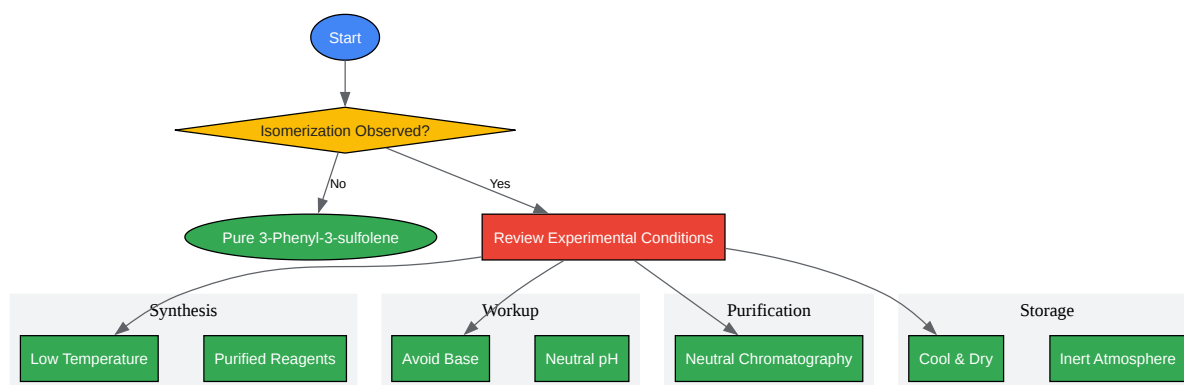 Start
Isomerization Observed?
No
Yes
Pure 3-Phenyl-3-sulfolene
Review Experimental Conditions
Synthesis
Workup
Purification
Storage
Low Temperature
Purified Reagents
Avoid Base
Neutral pH
Neutral Chromatography
Cool & Dry
Inert Atmosphere